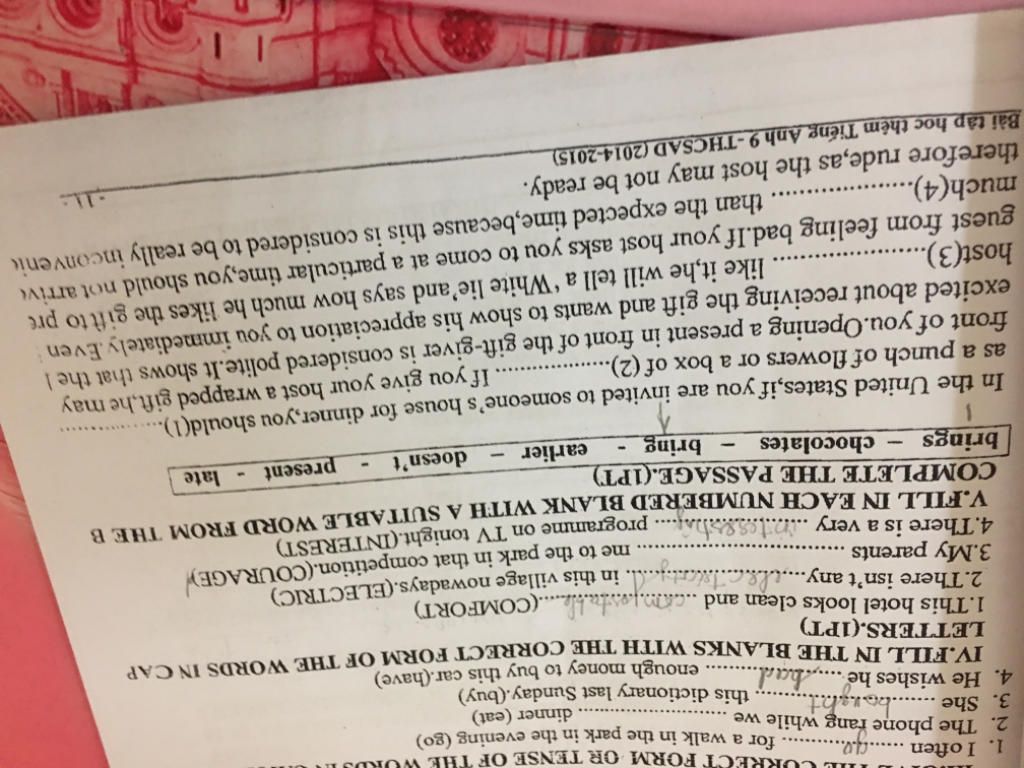 THE CORRECT FORM OR TENSE OF THE WORDS IN
1. I often ......go...... for a walk in the park in the evening (go)
2. The phone rang while we .......................... dinner (eat)
3. She ......bought...... this dictionary last Sunday.(buy)
4. He wishes he ......had...... enough money to buy this car.(have)
IV.FILL IN THE BLANKS WITH THE CORRECT FORM OF THE WORDS IN CAP
LETTERS.(1PT)
1.This hotel looks clean and ...comfortable......(COMFORT)
2.There isn't any......electricity..... in this village nowadays.(ELECTRIC)
3.My parents ................................ me to the park in that competition.(COURAGE)
4.There is a very ...interesting.... programme on TV tonight.(INTEREST)
V.FILL IN EACH NUMBERED BLANK WITH A SUITABLE WORD FROM THE B
COMPLETE THE PASSAGE.(1PT)
brings – chocolates – bring - earlier – doesn't - present - late
In the United States,if you are invited to someone's house for dinner,you should(1)................
as a punch of flowers or a box of (2)................... If you give your host a wrapped gift,he may
front of you.Opening a present in front of the gift-giver is considered polite.It shows that the
excited about receiving the gift and wants to show his appreciation to you immediately.Even
host(3)...................... like it,he will tell a 'White lie'and says how much he likes the gift to pre
guest from feeling bad.If your host asks you to come at a particular time,you should not arriv
much(4)..................... than the expected time,because this is considered to be really inconvenie
therefore rude,as the host may not be ready.
Bài tập học thêm Tiếng Anh 9 -THCSAD (2014-2015)
-11-